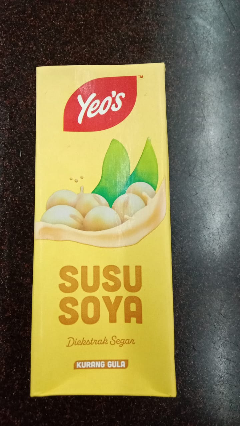 Yeo's
SUSU
SOYA
Diekstrak Segar
KURANG GULA